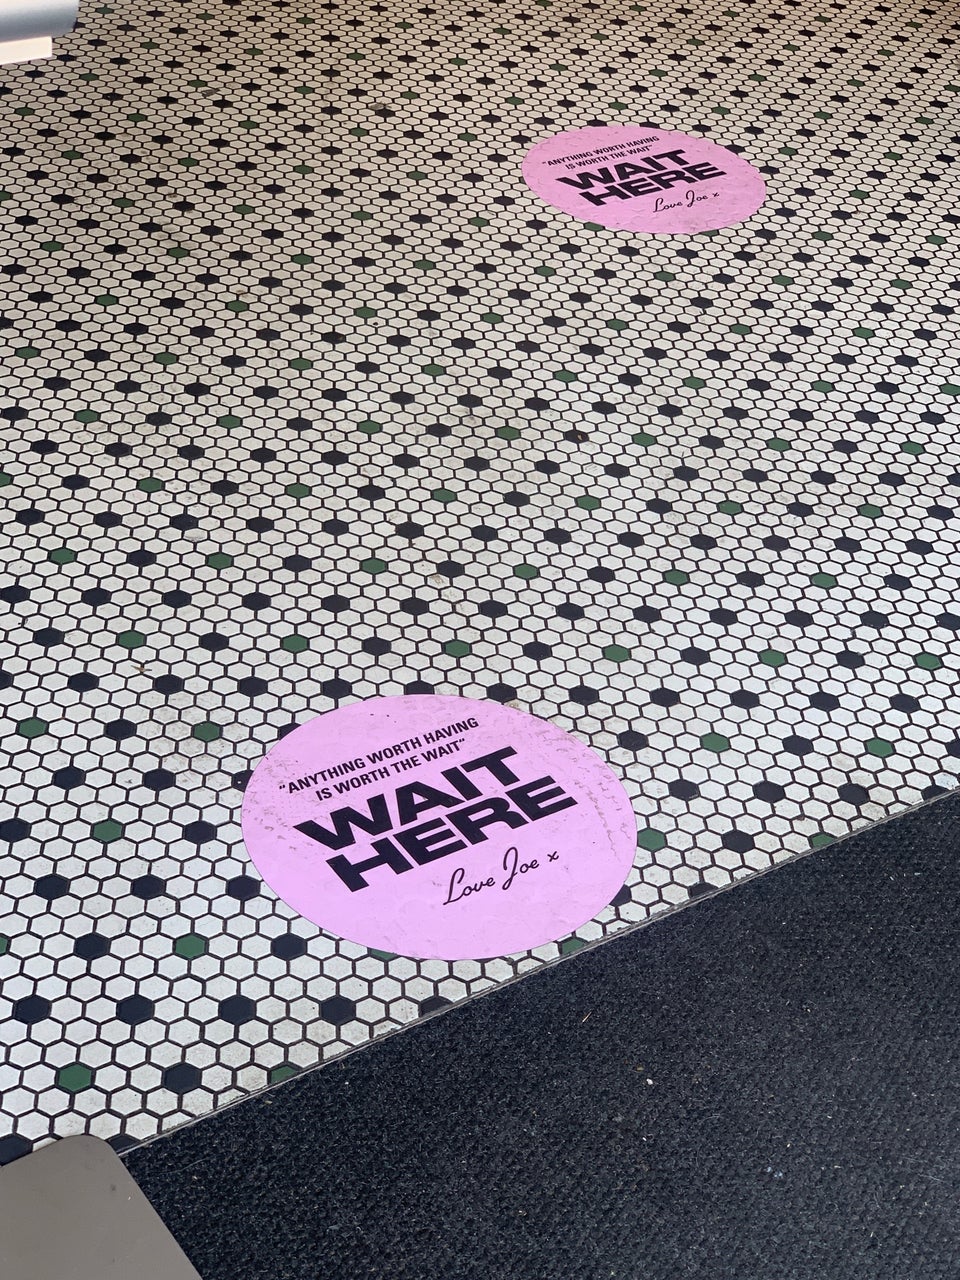 "ANYTHING WORTH HAVING
IS WORTH THE WAIT"
WAIT
HERE
Love Joe x
"ANYTHING WORTH HAVING
IS WORTH THE WAIT"
WAIT
HERE
Love Joe x